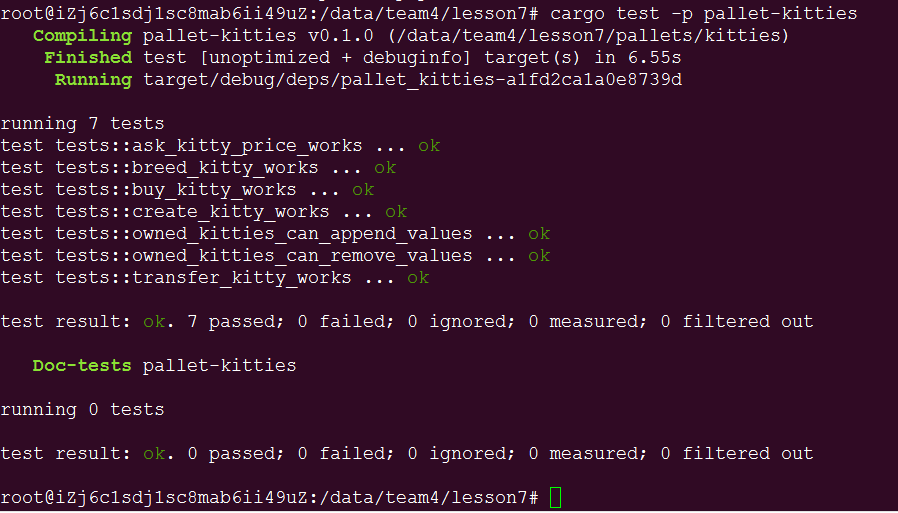 root@iZj6c1sdj1sc8mab6ii49uZ:/data/team4/lesson7# cargo test -p pallet-kitties
Compiling pallet-kitties v0.1.0 (/data/team4/lesson7/pallets/kitties)
Finished test [unoptimized + debuginfo] target(s) in 6.55s
Running target/debug/deps/pallet_kitties-a1fd2ca1a0e8739d
running 7 tests
test tests::ask_kitty_price_works ... ok
test tests::breed_kitty_works ... ok
test tests::buy_kitty_works ... ok
test tests::create_kitty_works ... ok
test tests::owned_kitties_can_append_values ... ok
test tests::owned_kitties_can_remove_values ... ok
test tests::transfer_kitty_works ... ok
test result: ok. 7 passed; 0 failed; 0 ignored; 0 measured; 0 filtered out
Doc-tests pallet-kitties
running 0 tests
test result: ok. 0 passed; 0 failed; 0 ignored; 0 measured; 0 filtered out
root@iZj6c1sdj1sc8mab6ii49uZ:/data/team4/lesson7#